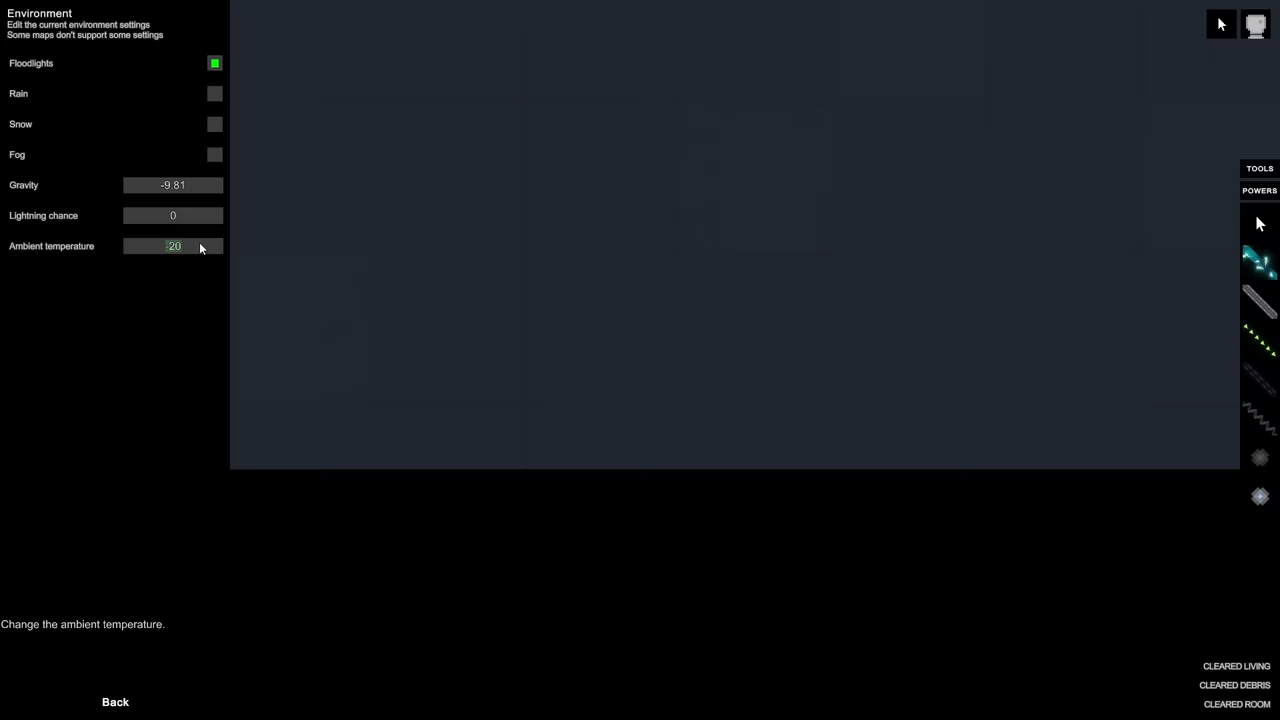 Environment
Edit the current environment settings
Some maps don't support some settings
Floodlights
Rain
Snow
Fog
Gravity -9.81
Lightning chance 0
Ambient temperature -20
TOOLS
POWERS
Change the ambient temperature.
Back
CLEARED LIVING
CLEARED DEBRIS
CLEARED ROOM